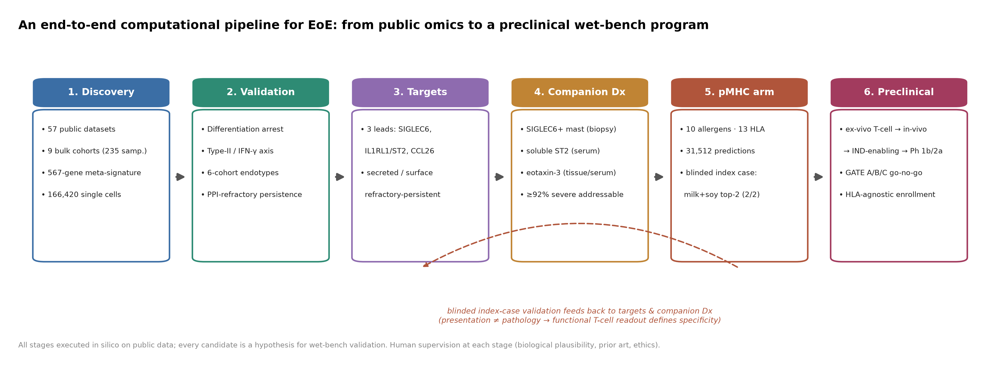 An end-to-end computational pipeline for EoE: from public omics to a preclinical wet-bench program
1. Discovery
• 57 public datasets
• 9 bulk cohorts (235 samp.)
• 567-gene meta-signature
• 166,420 single cells
2. Validation
• Differentiation arrest
• Type-II / IFN-γ axis
• 6-cohort endotypes
• PPI-refractory persistence
3. Targets
• 3 leads: SIGLEC6,
IL1RL1/ST2, CCL26
• secreted / surface
refractory-persistent
4. Companion Dx
• SIGLEC6+ mast (biopsy)
• soluble ST2 (serum)
• eotaxin-3 (tissue/serum)
• ≥92% severe addressable
5. pMHC arm
• 10 allergens · 13 HLA
• 31,512 predictions
• blinded index case:
milk+soy top-2 (2/2)
6. Preclinical
• ex-vivo T-cell → in-vivo
→ IND-enabling → Ph 1b/2a
• GATE A/B/C go-no-go
• HLA-agnostic enrollment
blinded index-case validation feeds back to targets & companion Dx
(presentation ≠ pathology → functional T-cell readout defines specificity)
All stages executed in silico on public data; every candidate is a hypothesis for wet-bench validation. Human supervision at each stage (biological plausibility, prior art, ethics).